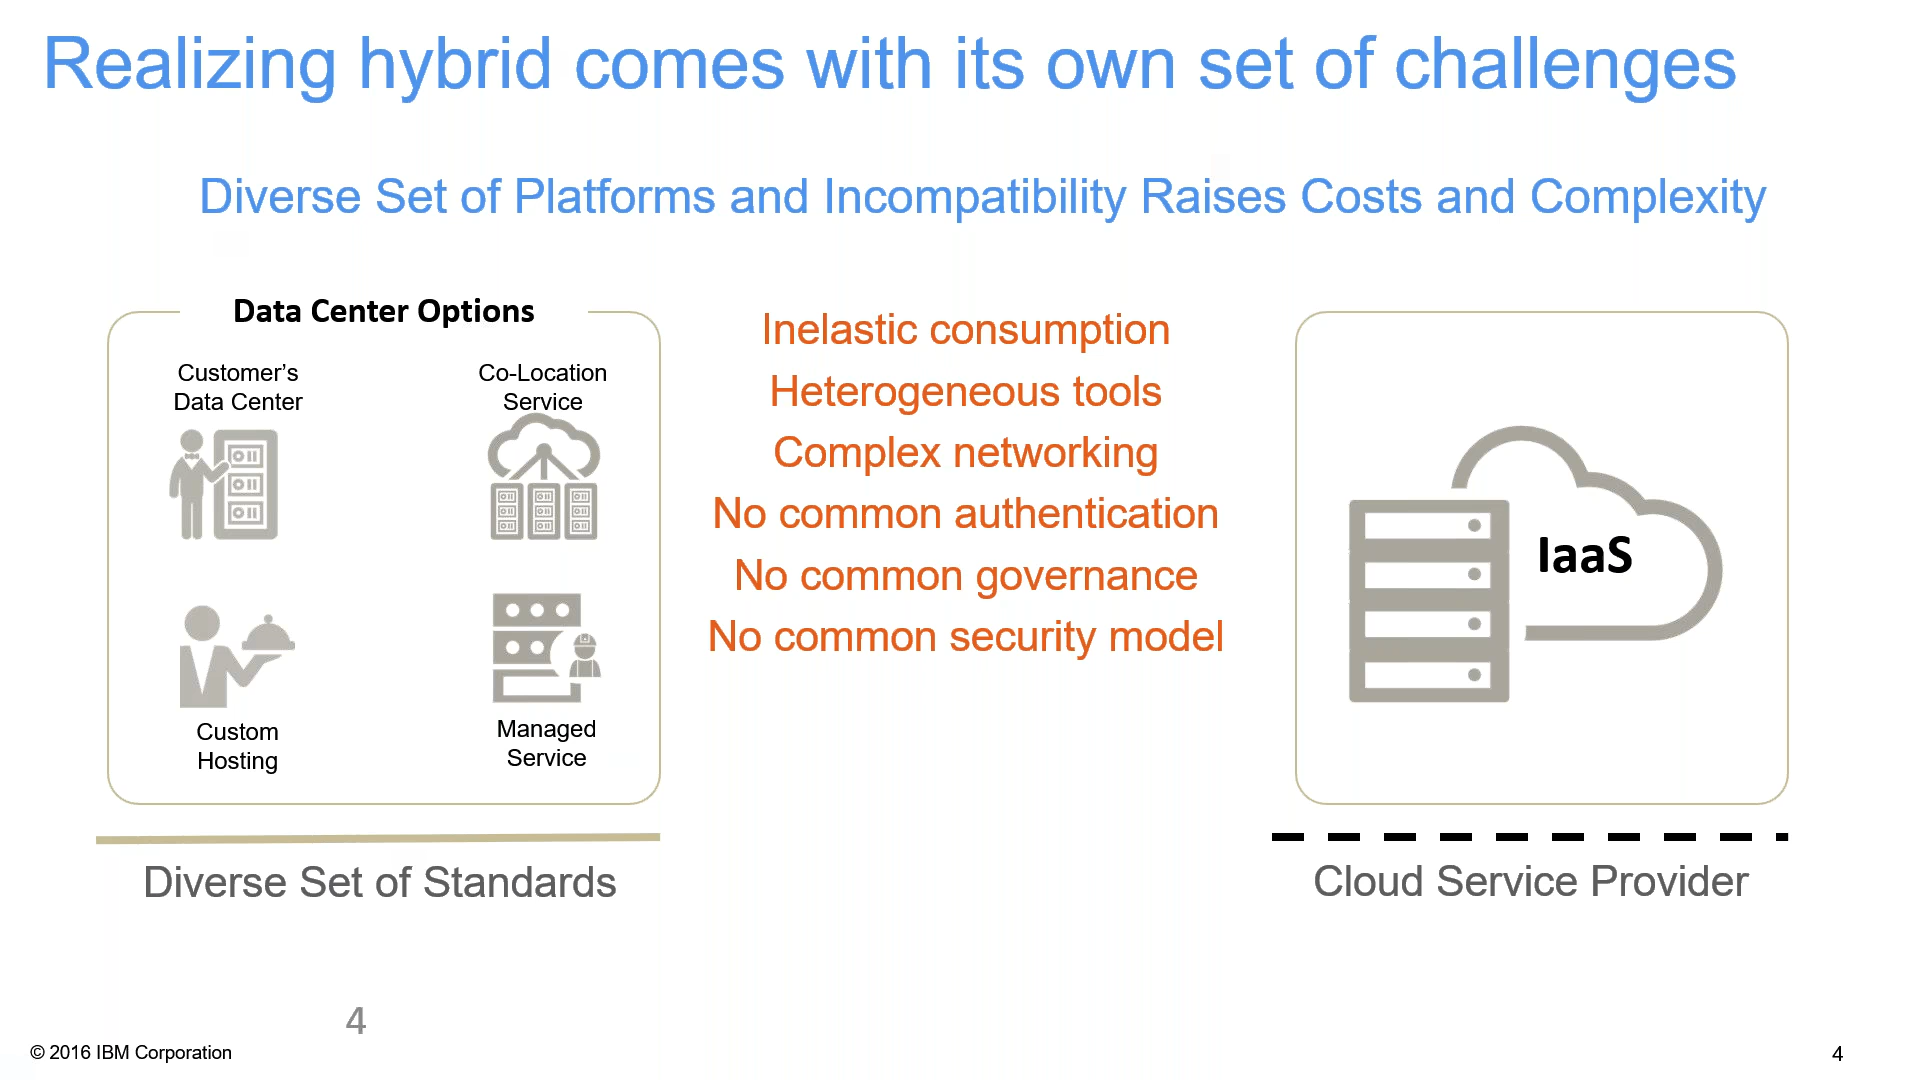 Realizing hybrid comes with its own set of challenges
Diverse Set of Platforms and Incompatibility Raises Costs and Complexity
Data Center Options
Customer’s
Data Center
Co-Location
Service
Custom
Hosting
Managed
Service
Diverse Set of Standards
Inelastic consumption
Heterogeneous tools
Complex networking
No common authentication
No common governance
No common security model
IaaS
Cloud Service Provider
4
© 2016 IBM Corporation
4